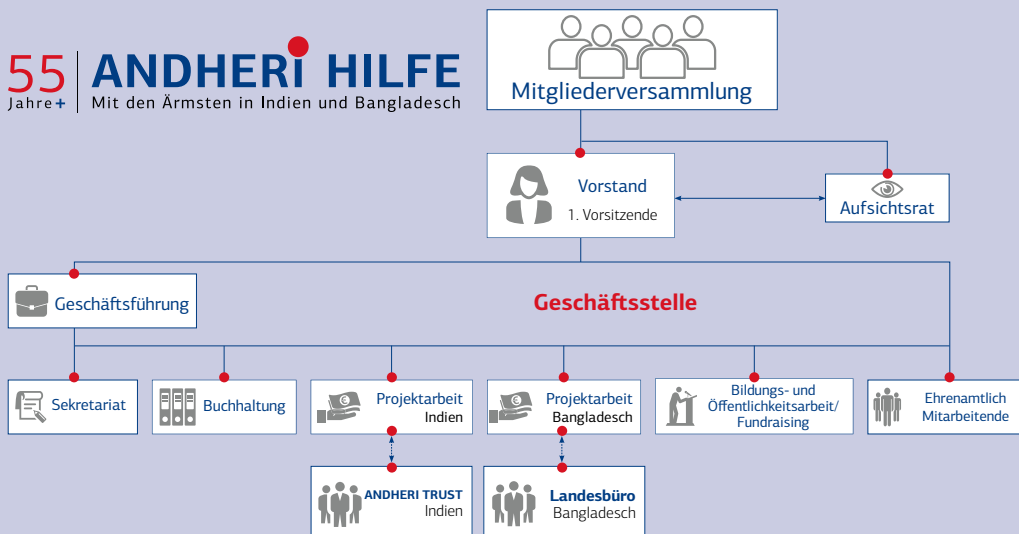 55
Jahre+
ANDHERI HILFE
Mit den Ärmsten in Indien und Bangladesch
Mitgliederversammlung
Vorstand
1. Vorsitzende
Aufsichtsrat
Geschäftsführung
Geschäftsstelle
Sekretariat
Buchhaltung
Projektarbeit
Indien
Projektarbeit
Bangladesch
Bildungs- und
Öffentlichkeitsarbeit/
Fundraising
Ehrenamtlich
Mitarbeitende
ANDHERI TRUST
Indien
Landesbüro
Bangladesch